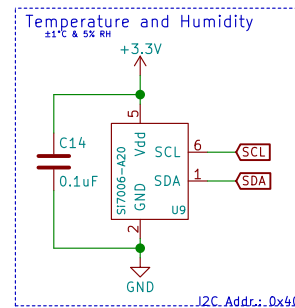 Temperature and Humidity
±1°C & 5% RH
+3.3V
5
Vdd
C14
0.1uF
Si7006-A20
SCL
6
SCL
SDA
1
SDA
GND
U9
2
GND
I2C Addr.: 0x40